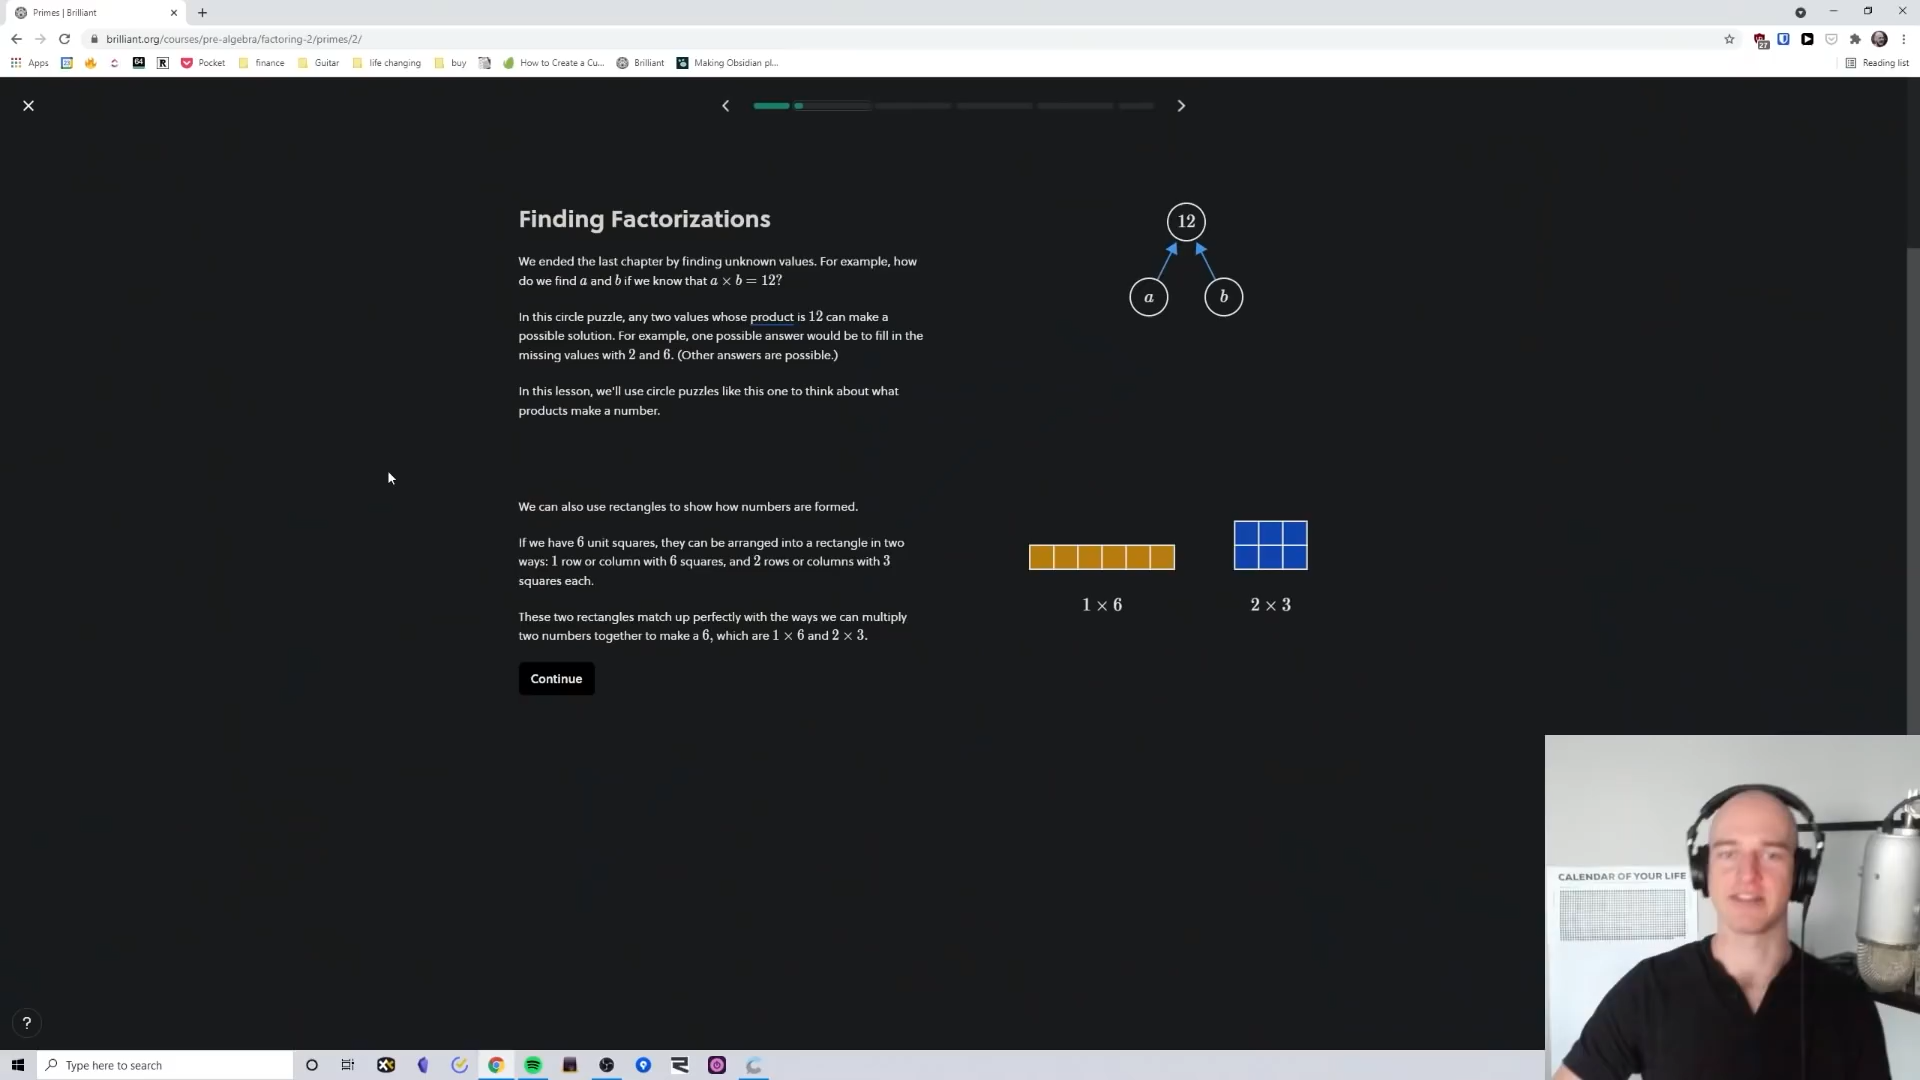 Primes | Brilliant
brilliant.org/courses/pre-algebra/factoring-2/primes/2/
27
Apps
64
R
Pocket
finance
Guitar
life changing
buy
How to Create a Cu...
Brilliant
Making Obsidian pl...
Reading list
Finding Factorizations
We ended the last chapter by finding unknown values. For example, how
do we find a and b if we know that a × b = 12?
In this circle puzzle, any two values whose product is 12 can make a
possible solution. For example, one possible answer would be to fill in the
missing values with 2 and 6. (Other answers are possible.)
In this lesson, we'll use circle puzzles like this one to think about what
products make a number.
12
a
b
We can also use rectangles to show how numbers are formed.
If we have 6 unit squares, they can be arranged into a rectangle in two
ways: 1 row or column with 6 squares, and 2 rows or columns with 3
squares each.
These two rectangles match up perfectly with the ways we can multiply
two numbers together to make a 6, which are 1 × 6 and 2 × 3.
1 × 6
2 × 3
Continue
CALENDAR OF YOUR LIFE
?
Type here to search